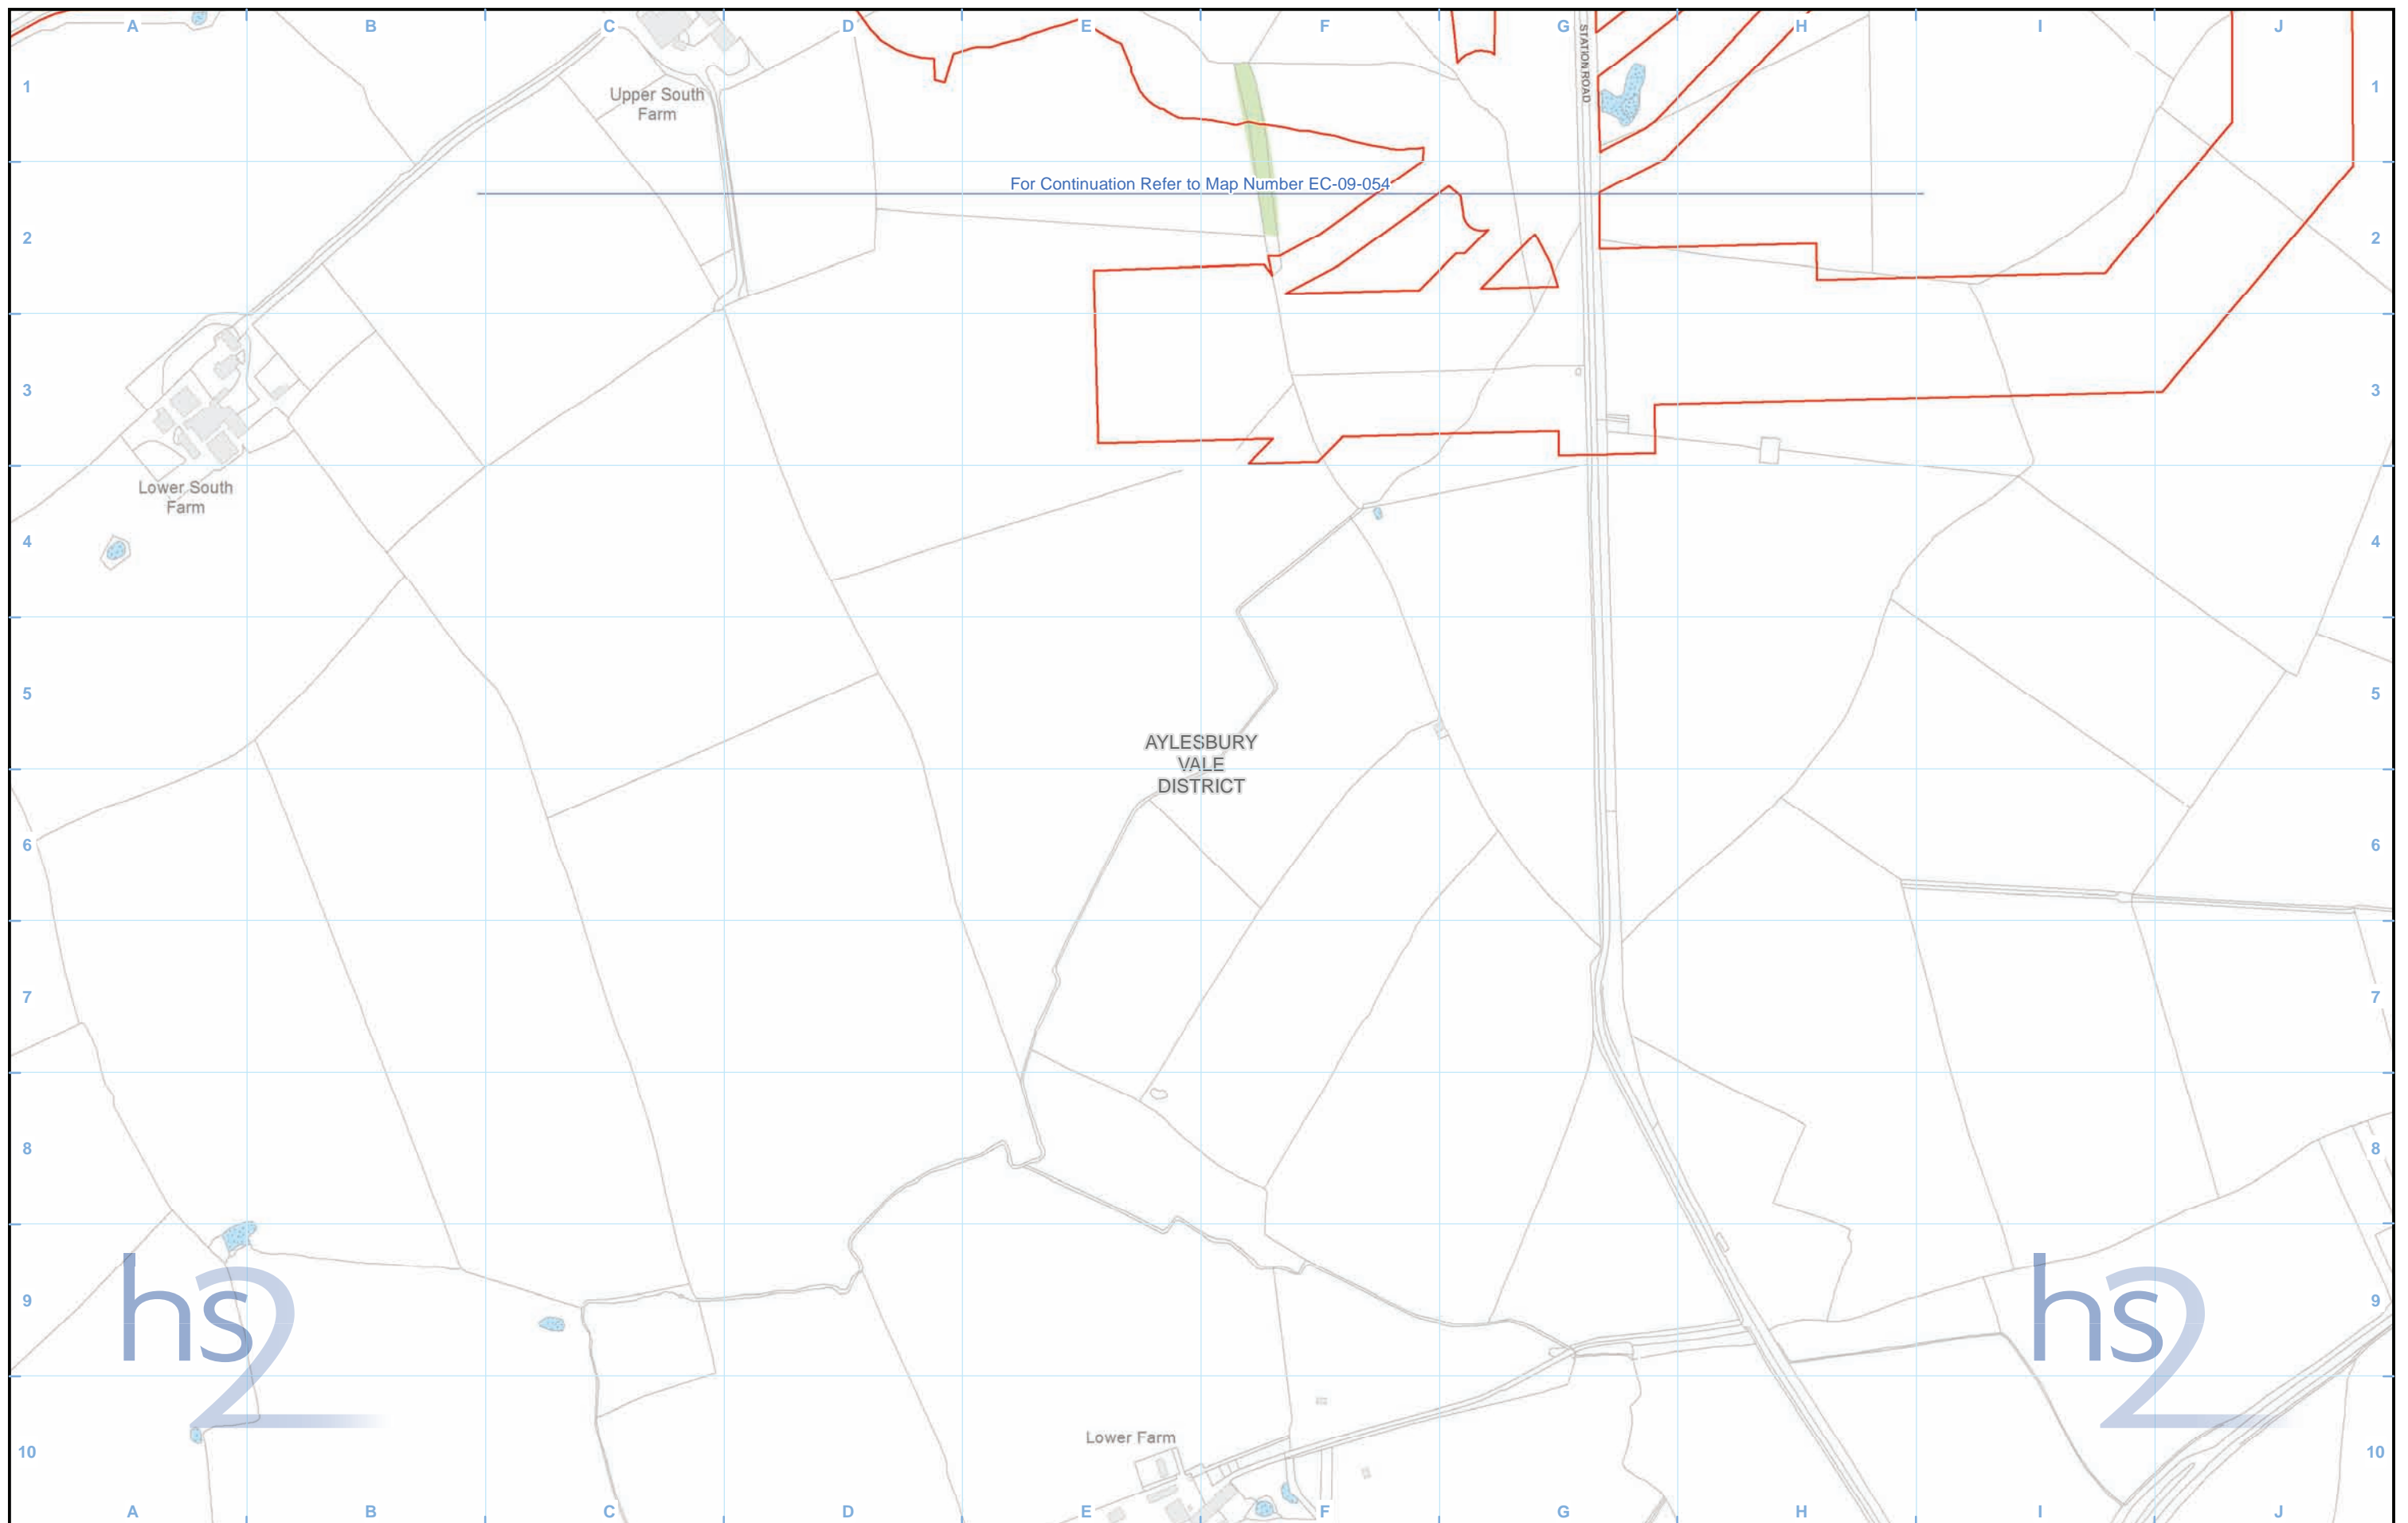 A B C D E F G H I J
STATION ROAD
1 1
Upper South
Farm
For Continuation Refer to Map Number EC-09-054
2 2
3 3
Lower South
Farm
4 4
5 5
AYLESBURY
VALE
DISTRICT
6 6
7 7
8 8
hs2 hs2
9 9
Lower Farm
10 10
A B C D E F G H I J